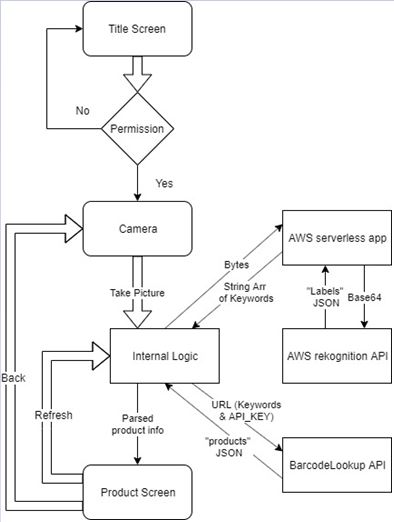 Title Screen
No
Permission
Yes
Camera
AWS serverless app
Bytes
String Arr
of Keywords
"Labels"
JSON
Base64
Take Picture
Internal Logic
AWS rekognition API
Back
Refresh
Parsed
product info
URL (Keywords
& API_KEY)
"products"
JSON
BarcodeLookup API
Product Screen